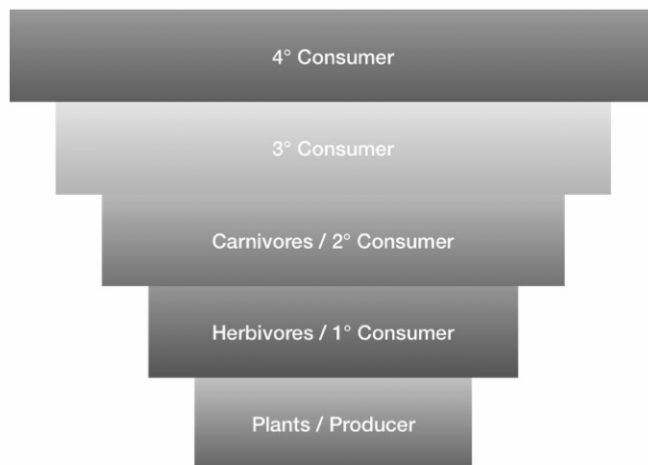 4° Consumer
3° Consumer
Carnivores / 2° Consumer
Herbivores / 1° Consumer
Plants / Producer